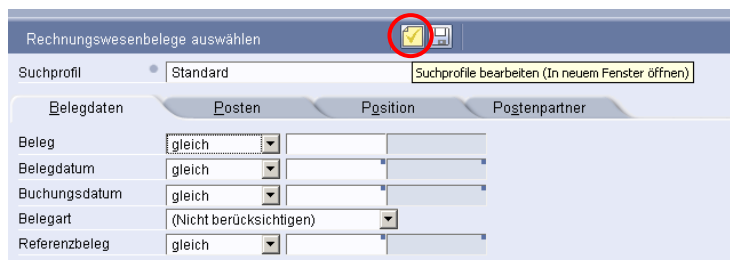 Rechnungswesenbelege auswählen
Suchprofil Standard
Suchprofile bearbeiten (In neuem Fenster öffnen)
Belegdaten Posten Position Postenpartner
Beleg gleich
Belegdatum gleich
Buchungsdatum gleich
Belegart (Nicht berücksichtigen)
Referenzbeleg gleich